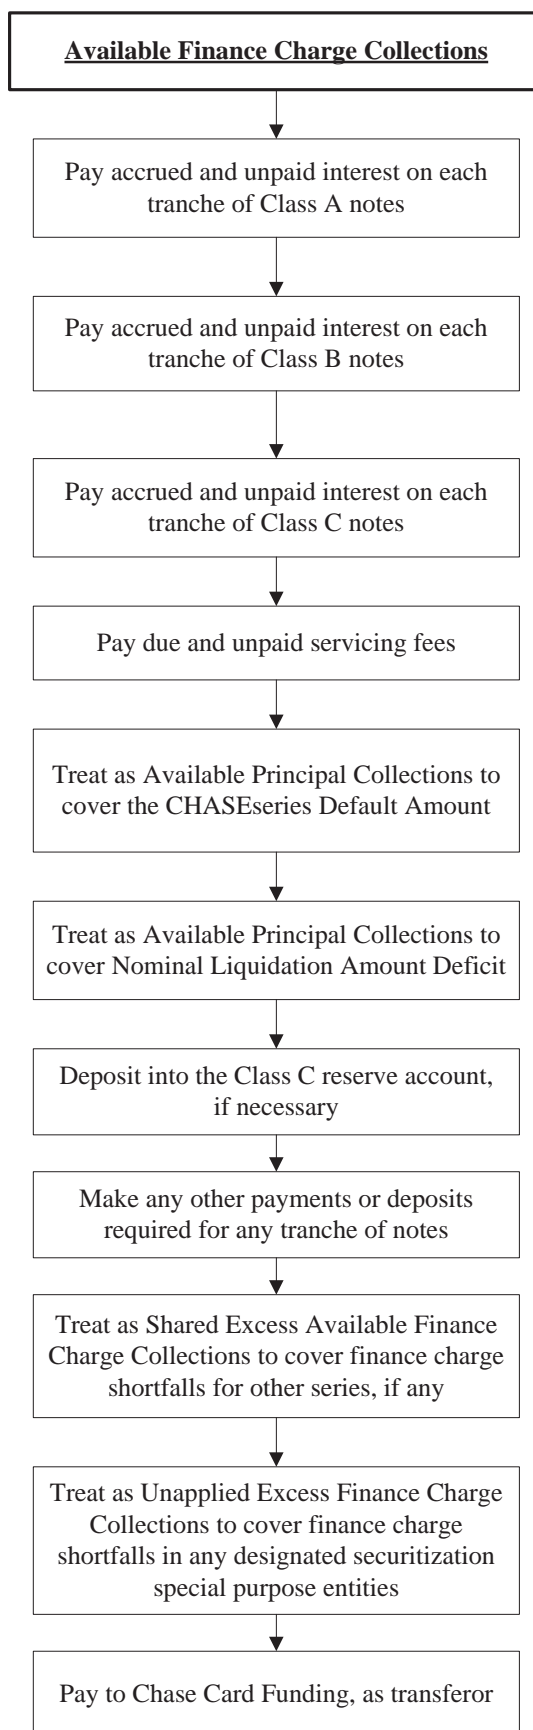 Available Finance Charge Collections
Pay accrued and unpaid interest on each
tranche of Class A notes
Pay accrued and unpaid interest on each
tranche of Class B notes
Pay accrued and unpaid interest on each
tranche of Class C notes
Pay due and unpaid servicing fees
Treat as Available Principal Collections to
cover the CHASEseries Default Amount
Treat as Available Principal Collections to
cover Nominal Liquidation Amount Deficit
Deposit into the Class C reserve account,
if necessary
Make any other payments or deposits
required for any tranche of notes
Treat as Shared Excess Available Finance
Charge Collections to cover finance charge
shortfalls for other series, if any
Treat as Unapplied Excess Finance Charge
Collections to cover finance charge
shortfalls in any designated securitization
special purpose entities
Pay to Chase Card Funding, as transferor